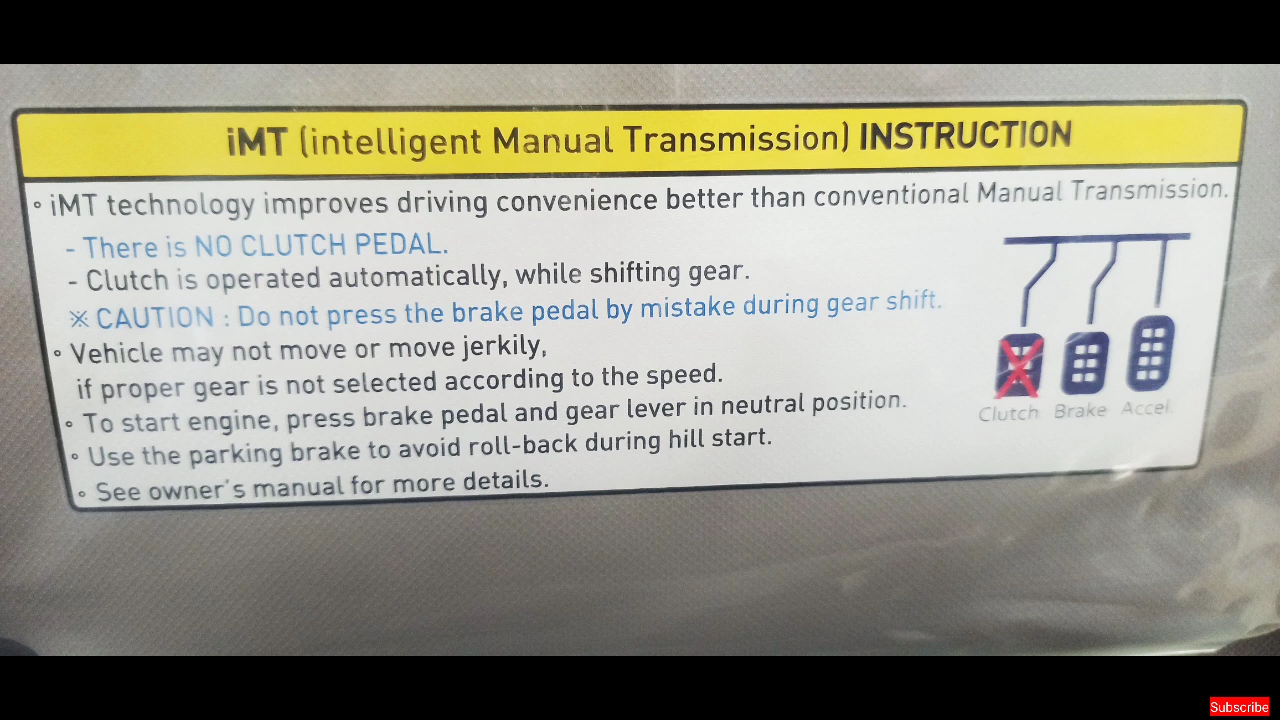 iMT (intelligent Manual Transmission) INSTRUCTION
◦ iMT technology improves driving convenience better than conventional Manual Transmission.
- There is NO CLUTCH PEDAL.
- Clutch is operated automatically, while shifting gear.
※ CAUTION : Do not press the brake pedal by mistake during gear shift.
◦ Vehicle may not move or move jerkily,
if proper gear is not selected according to the speed.
◦ To start engine, press brake pedal and gear lever in neutral position.
◦ Use the parking brake to avoid roll-back during hill start.
◦ See owner's manual for more details.
Clutch Brake Accel
Subscribe